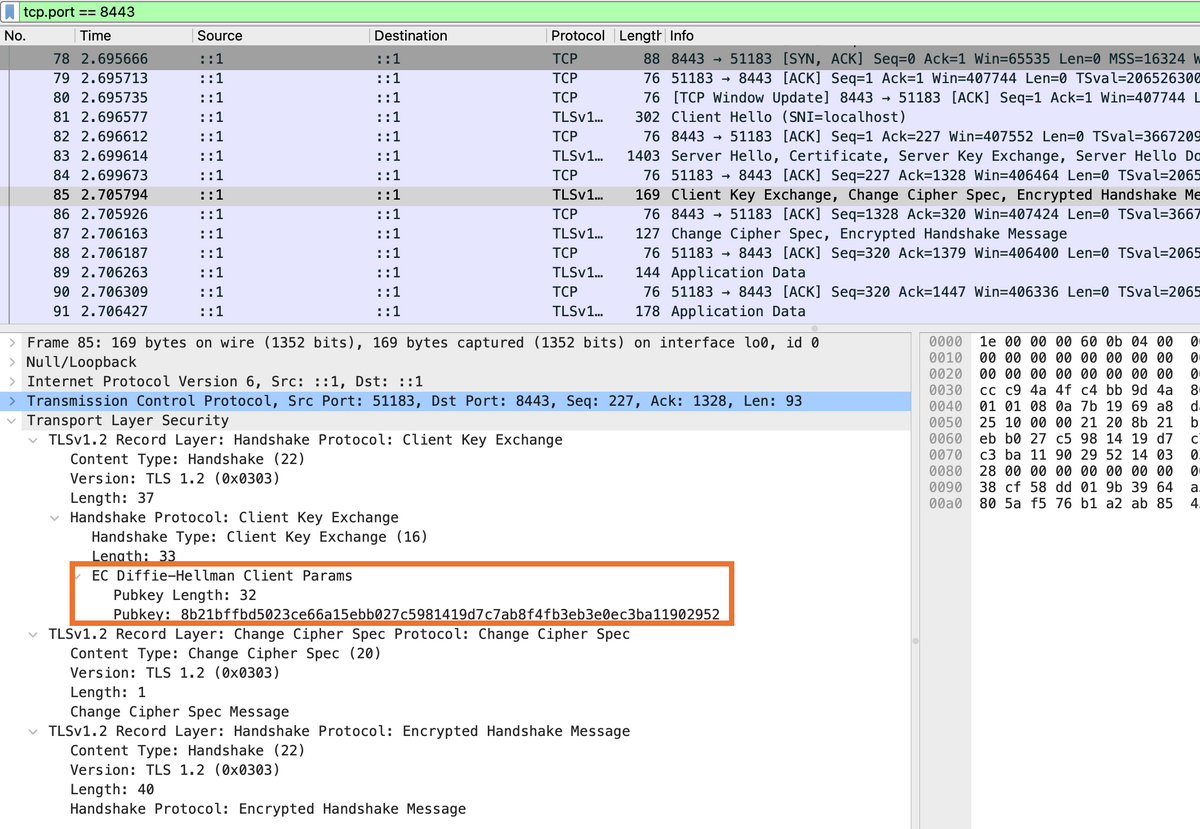 tcp.port == 8443
No. Time Source Destination Protocol Length Info
78 2.695666 ::1 ::1 TCP 88 8443 → 51183 [SYN, ACK] Seq=0 Ack=1 Win=65535 Len=0 MSS=16324 W
79 2.695713 ::1 ::1 TCP 76 51183 → 8443 [ACK] Seq=1 Ack=1 Win=407744 Len=0 TSval=206526300
80 2.695735 ::1 ::1 TCP 76 [TCP Window Update] 8443 → 51183 [ACK] Seq=1 Ack=1 Win=407744 L
81 2.696577 ::1 ::1 TLSv1… 302 Client Hello (SNI=localhost)
82 2.696612 ::1 ::1 TCP 76 8443 → 51183 [ACK] Seq=1 Ack=227 Win=407552 Len=0 TSval=3667209
83 2.699614 ::1 ::1 TLSv1… 1403 Server Hello, Certificate, Server Key Exchange, Server Hello Do
84 2.699673 ::1 ::1 TCP 76 51183 → 8443 [ACK] Seq=227 Ack=1328 Win=406464 Len=0 TSval=2065
85 2.705794 ::1 ::1 TLSv1… 169 Client Key Exchange, Change Cipher Spec, Encrypted Handshake Me
86 2.705926 ::1 ::1 TCP 76 8443 → 51183 [ACK] Seq=1328 Ack=320 Win=407424 Len=0 TSval=3667
87 2.706163 ::1 ::1 TLSv1… 127 Change Cipher Spec, Encrypted Handshake Message
88 2.706187 ::1 ::1 TCP 76 51183 → 8443 [ACK] Seq=320 Ack=1379 Win=406400 Len=0 TSval=2065
89 2.706263 ::1 ::1 TLSv1… 144 Application Data
90 2.706309 ::1 ::1 TCP 76 51183 → 8443 [ACK] Seq=320 Ack=1447 Win=406336 Len=0 TSval=2065
91 2.706427 ::1 ::1 TLSv1… 178 Application Data
Frame 85: 169 bytes on wire (1352 bits), 169 bytes captured (1352 bits) on interface lo0, id 0
Null/Loopback
Internet Protocol Version 6, Src: ::1, Dst: ::1
Transmission Control Protocol, Src Port: 51183, Dst Port: 8443, Seq: 227, Ack: 1328, Len: 93
Transport Layer Security
TLSv1.2 Record Layer: Handshake Protocol: Client Key Exchange
Content Type: Handshake (22)
Version: TLS 1.2 (0x0303)
Length: 37
Handshake Protocol: Client Key Exchange
Handshake Type: Client Key Exchange (16)
Length: 33
EC Diffie-Hellman Client Params
Pubkey Length: 32
Pubkey: 8b21bffbd5023ce66a15ebb027c5981419d7c7ab8f4fb3eb3e0ec3ba11902952
TLSv1.2 Record Layer: Change Cipher Spec Protocol: Change Cipher Spec
Content Type: Change Cipher Spec (20)
Version: TLS 1.2 (0x0303)
Length: 1
Change Cipher Spec Message
TLSv1.2 Record Layer: Handshake Protocol: Encrypted Handshake Message
Content Type: Handshake (22)
Version: TLS 1.2 (0x0303)
Length: 40
Handshake Protocol: Encrypted Handshake Message
0000 1e 00 00 00 60 0b 04 00 00
0010 00 00 00 00 00 00 00 00
0020 00 00 00 00 00 00 00 00
0030 cc c9 4a 4f c4 bb 9d 4a
0040 01 01 08 0a 7b 19 69 a8
0050 25 10 00 00 21 20 8b 21
0060 eb b0 27 c5 98 14 19 d7
0070 c3 ba 11 90 29 52 14 03
0080 28 00 00 00 00 00 00 00
0090 38 cf 58 dd 01 9b 39 64
00a0 80 5a f5 76 b1 a2 ab 85